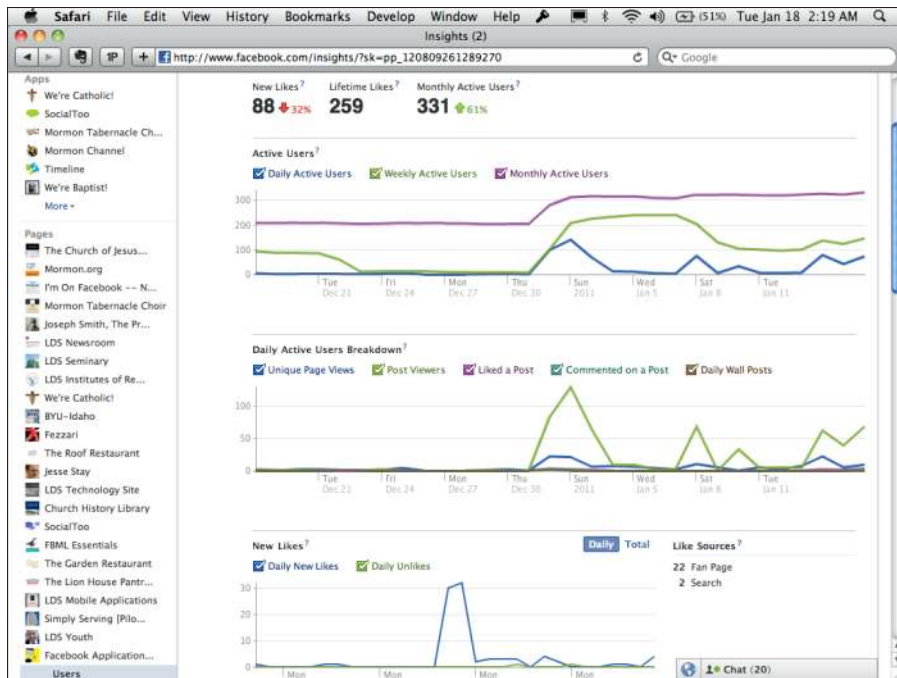 Safari File Edit View History Bookmarks Develop Window Help (51%) Tue Jan 18 2:19 AM
Insights (2)
1P + http://www.facebook.com/insights/?sk=pp_120809261289270 Google
Apps
We're Catholic!
SocialToo
Mormon Tabernacle Ch...
Mormon Channel
Timeline
We're Baptist!
More
Pages
The Church of Jesus...
Mormon.org
I'm On Facebook -- N...
Mormon Tabernacle Choir
Joseph Smith, The Pr...
LDS Newsroom
LDS Seminary
LDS Institutes of Re...
We're Catholic!
BYU-Idaho
Fezzari
The Roof Restaurant
Jesse Stay
LDS Technology Site
Church History Library
SocialToo
FBML Essentials
The Garden Restaurant
The Lion House Pantr...
LDS Mobile Applications
Simply Serving [Pilo...
LDS Youth
Facebook Application...
Users
New Likes? Lifetime Likes? Monthly Active Users?
88 32% 259 331 61%
Active Users?
Daily Active Users Weekly Active Users Monthly Active Users
300
200
100
0
Tue Fri Mon Thu Sun Wed Sat Tue
Dec 21 Dec 24 Dec 27 Dec 30 2011 Jan 5 Jan 8 Jan 11
Daily Active Users Breakdown?
Unique Page Views Post Viewers Liked a Post Commented on a Post Daily Wall Posts
100
50
0
Tue Fri Mon Thu Sun Wed Sat Tue
Dec 21 Dec 24 Dec 27 Dec 30 2011 Jan 5 Jan 8 Jan 11
New Likes? Daily Total
Daily New Likes Daily Unlikes
30
20
10
0
Mon Mon Mon Mon
Like Sources?
22 Fan Page
2 Search
Chat (20)